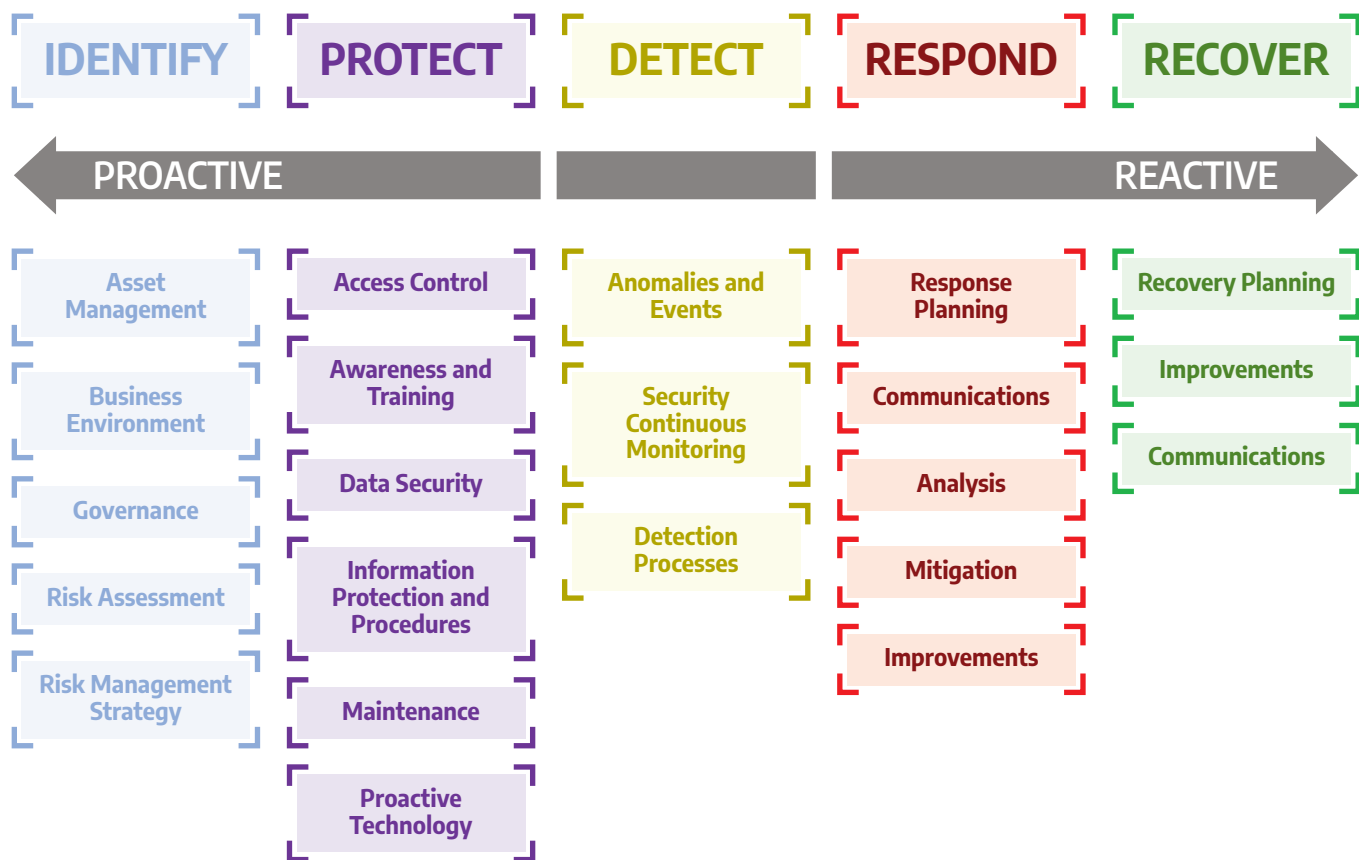 IDENTIFY
PROTECT
DETECT
RESPOND
RECOVER
PROACTIVE
REACTIVE
Asset
Management
Business
Environment
Governance
Risk Assessment
Risk Management
Strategy
Access Control
Awareness and
Training
Data Security
Information
Protection and
Procedures
Maintenance
Proactive
Technology
Anomalies and
Events
Security
Continuous
Monitoring
Detection
Processes
Response
Planning
Communications
Analysis
Mitigation
Improvements
Recovery Planning
Improvements
Communications